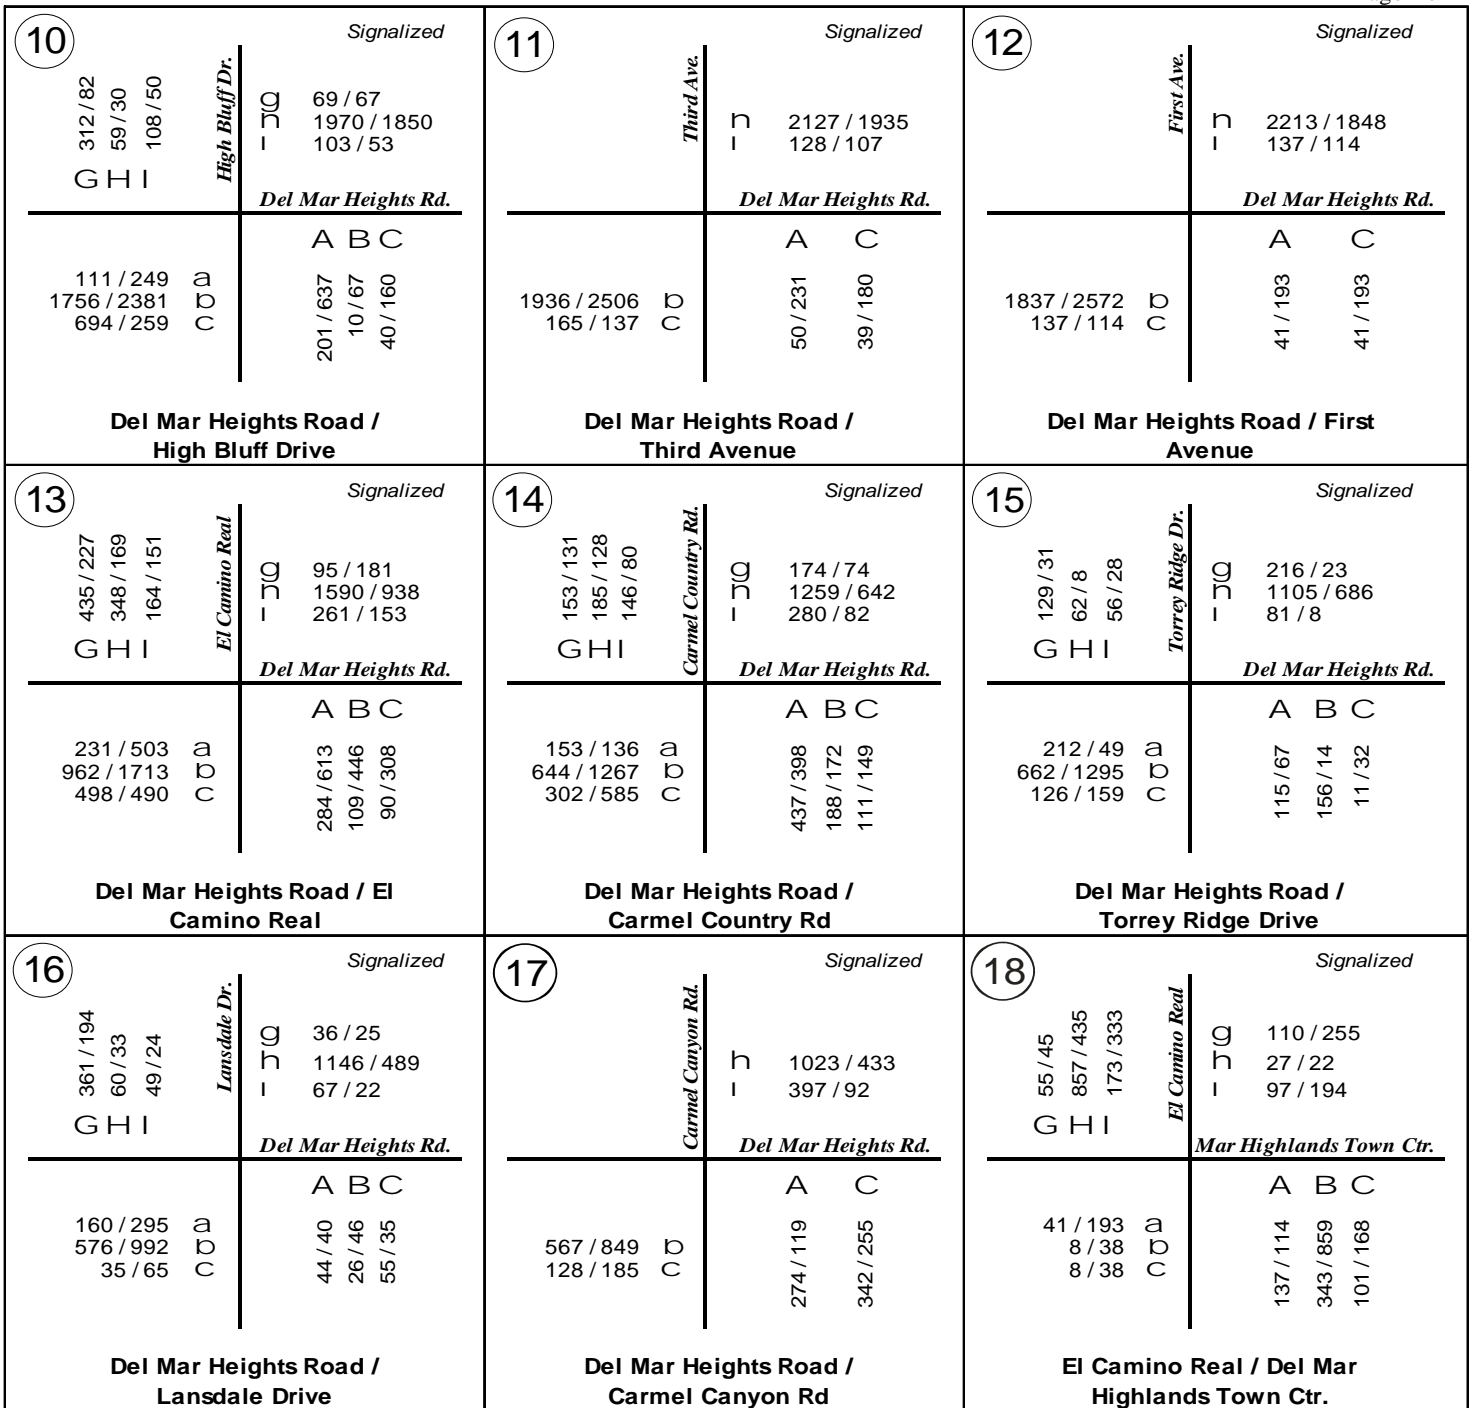 10
Signalized
312 / 82
59 / 30
108 / 50
High Bluff Dr.
g 69 / 67
h 1970 / 1850
i 103 / 53
G H I
Del Mar Heights Rd.
A B C
111 / 249 a
1756 / 2381 b
694 / 259 c
201 / 637
10 / 67
40 / 160
Del Mar Heights Road /
High Bluff Drive
11
Signalized
Third Ave.
h 2127 / 1935
i 128 / 107
Del Mar Heights Rd.
A C
1936 / 2506 b
165 / 137 c
50 / 231
39 / 180
Del Mar Heights Road /
Third Avenue
12
Signalized
First Ave.
h 2213 / 1848
i 137 / 114
Del Mar Heights Rd.
A C
1837 / 2572 b
137 / 114 c
41 / 193
41 / 193
Del Mar Heights Road / First
Avenue
13
Signalized
435 / 227
348 / 169
164 / 151
El Camino Real
g 95 / 181
h 1590 / 938
i 261 / 153
G H I
Del Mar Heights Rd.
A B C
231 / 503 a
962 / 1713 b
498 / 490 c
284 / 613
109 / 446
90 / 308
Del Mar Heights Road / El
Camino Real
14
Signalized
153 / 131
185 / 128
146 / 80
Carmel Country Rd.
g 174 / 74
h 1259 / 642
i 280 / 82
G H I
Del Mar Heights Rd.
A B C
153 / 136 a
644 / 1267 b
302 / 585 c
437 / 398
188 / 172
111 / 149
Del Mar Heights Road /
Carmel Country Rd
15
Signalized
129 / 31
62 / 8
56 / 28
Torrey Ridge Dr.
g 216 / 23
h 1105 / 686
i 81 / 8
G H I
Del Mar Heights Rd.
A B C
212 / 49 a
662 / 1295 b
126 / 159 c
115 / 67
156 / 14
11 / 32
Del Mar Heights Road /
Torrey Ridge Drive
16
Signalized
361 / 194
60 / 33
49 / 24
Lansdale Dr.
g 36 / 25
h 1146 / 489
i 67 / 22
G H I
Del Mar Heights Rd.
A B C
160 / 295 a
576 / 992 b
35 / 65 c
44 / 40
26 / 46
55 / 35
Del Mar Heights Road /
Lansdale Drive
17
Signalized
Carmel Canyon Rd.
h 1023 / 433
i 397 / 92
Del Mar Heights Rd.
A C
567 / 849 b
128 / 185 c
274 / 119
342 / 255
Del Mar Heights Road /
Carmel Canyon Rd
18
Signalized
55 / 45
857 / 435
173 / 333
El Camino Real
g 110 / 255
h 27 / 22
i 97 / 194
G H I
Mar Highlands Town Ctr.
A B C
41 / 193 a
8 / 38 b
8 / 38 c
137 / 114
343 / 859
101 / 168
El Camino Real / Del Mar
Highlands Town Ctr.